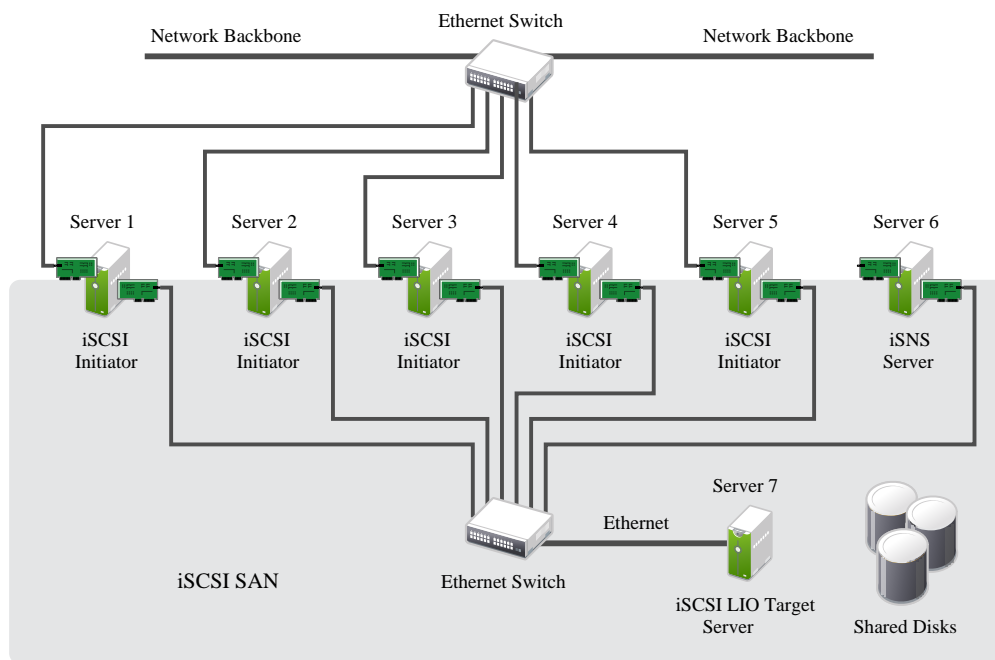 Ethernet Switch
Network Backbone
Network Backbone
Server 1
Server 2
Server 3
Server 4
Server 5
Server 6
iSCSI
Initiator
iSCSI
Initiator
iSCSI
Initiator
iSCSI
Initiator
iSCSI
Initiator
iSNS
Server
Server 7
Ethernet
Ethernet Switch
iSCSI SAN
iSCSI LIO Target
Server
Shared Disks